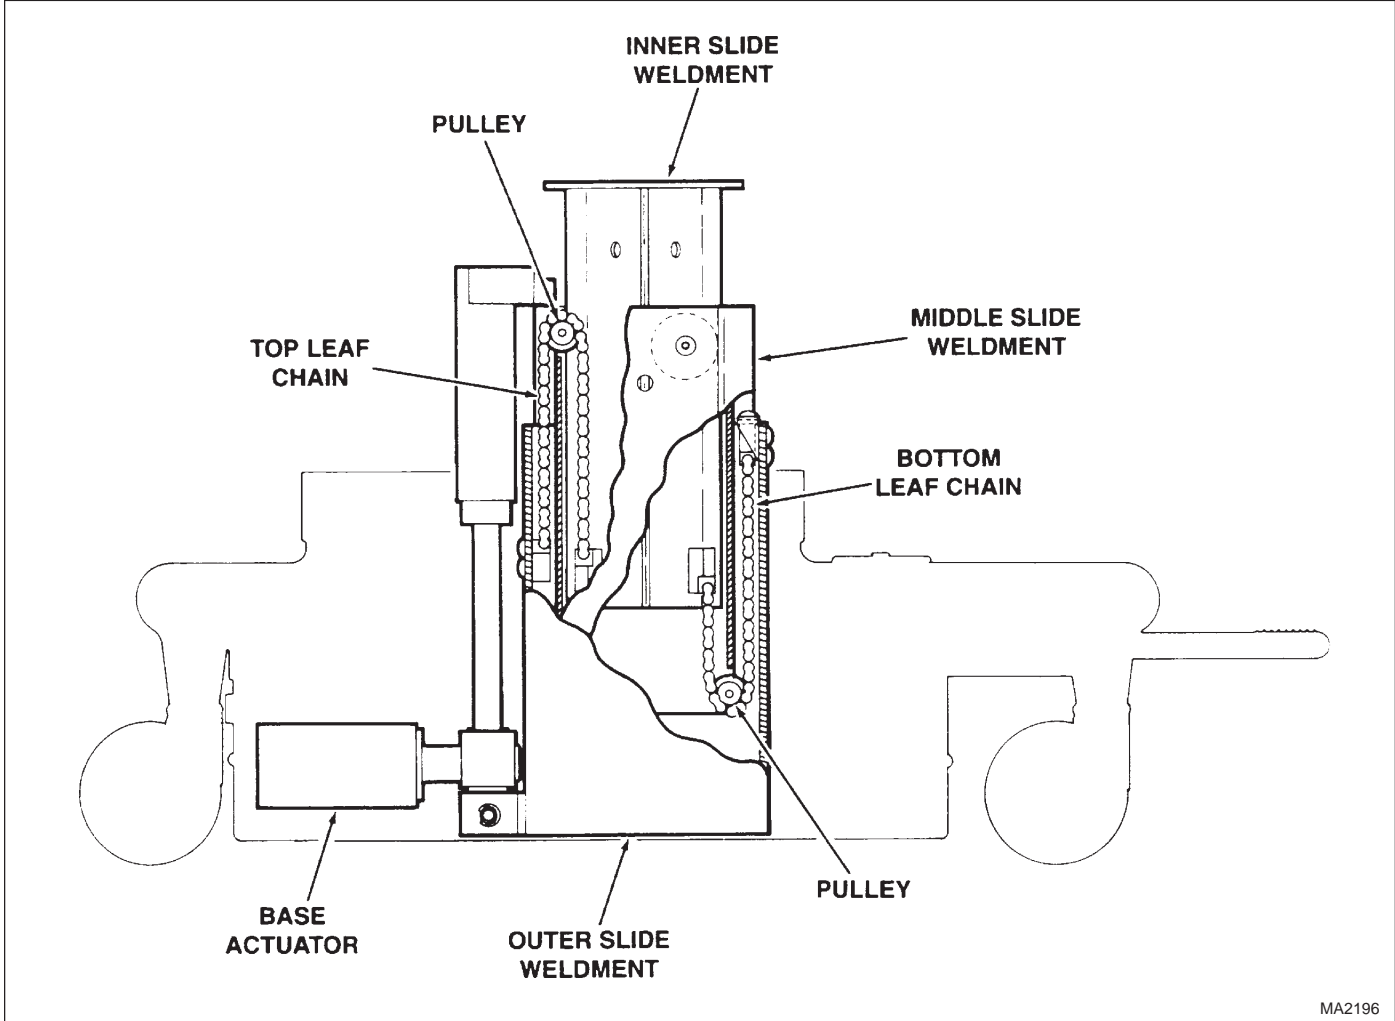 INNER SLIDE
WELDMENT
PULLEY
MIDDLE SLIDE
WELDMENT
TOP LEAF
CHAIN
BOTTOM
LEAF CHAIN
PULLEY
BASE
ACTUATOR
OUTER SLIDE
WELDMENT
MA2196